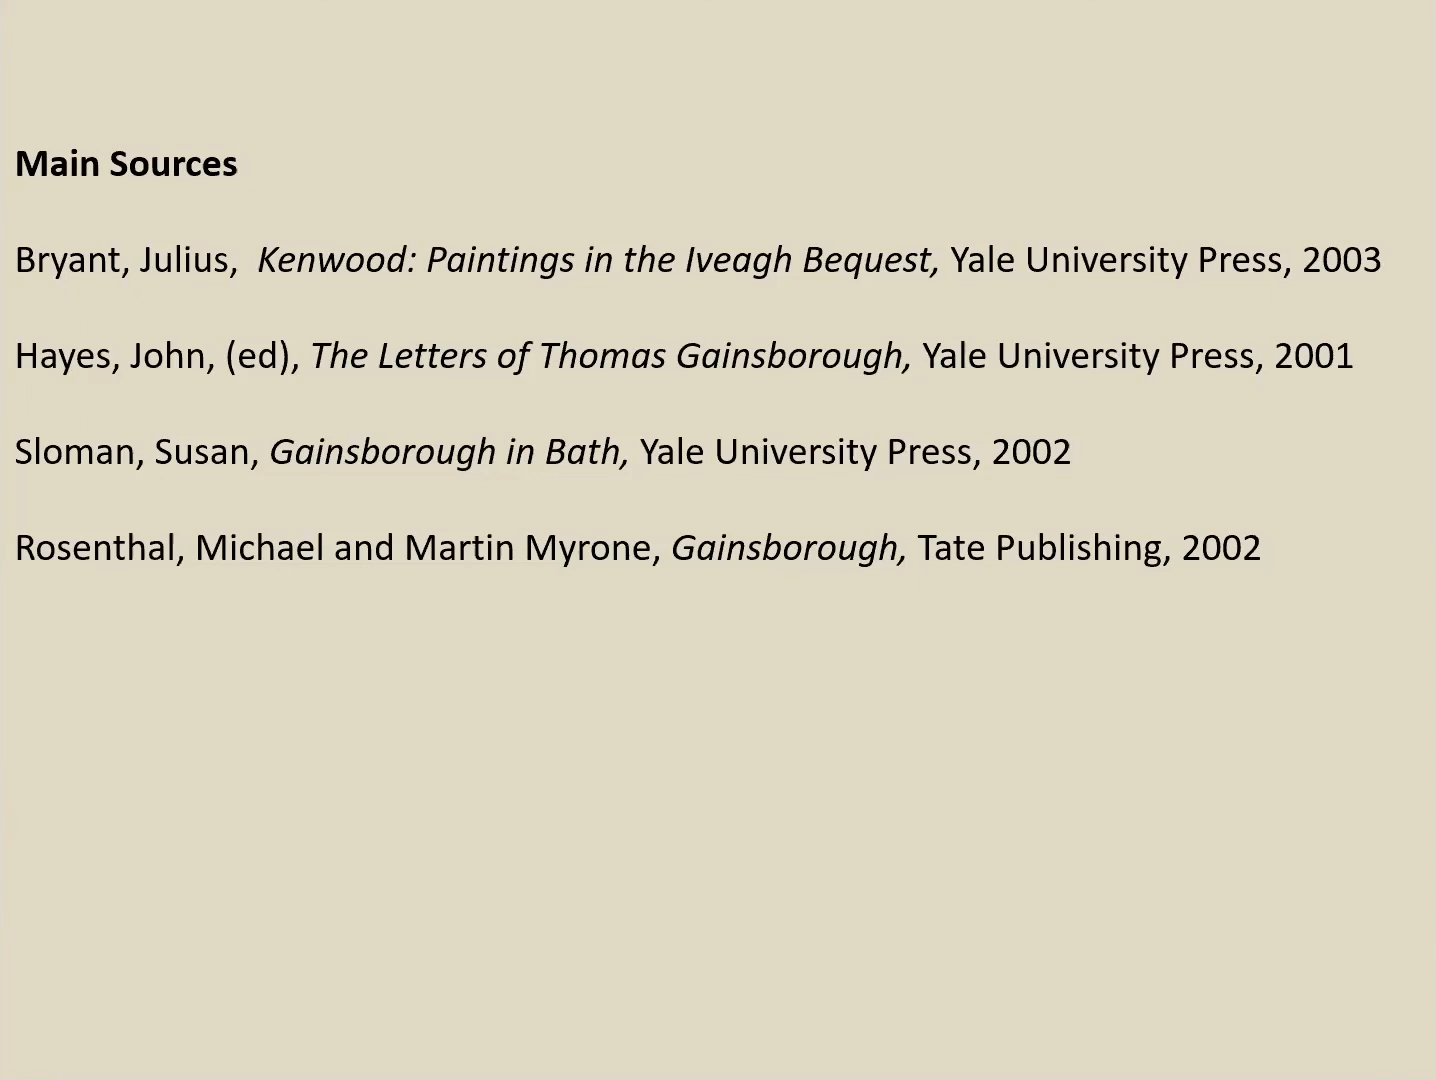 Main Sources
Bryant, Julius, Kenwood: Paintings in the Iveagh Bequest, Yale University Press, 2003
Hayes, John, (ed), The Letters of Thomas Gainsborough, Yale University Press, 2001
Sloman, Susan, Gainsborough in Bath, Yale University Press, 2002
Rosenthal, Michael and Martin Myrone, Gainsborough, Tate Publishing, 2002